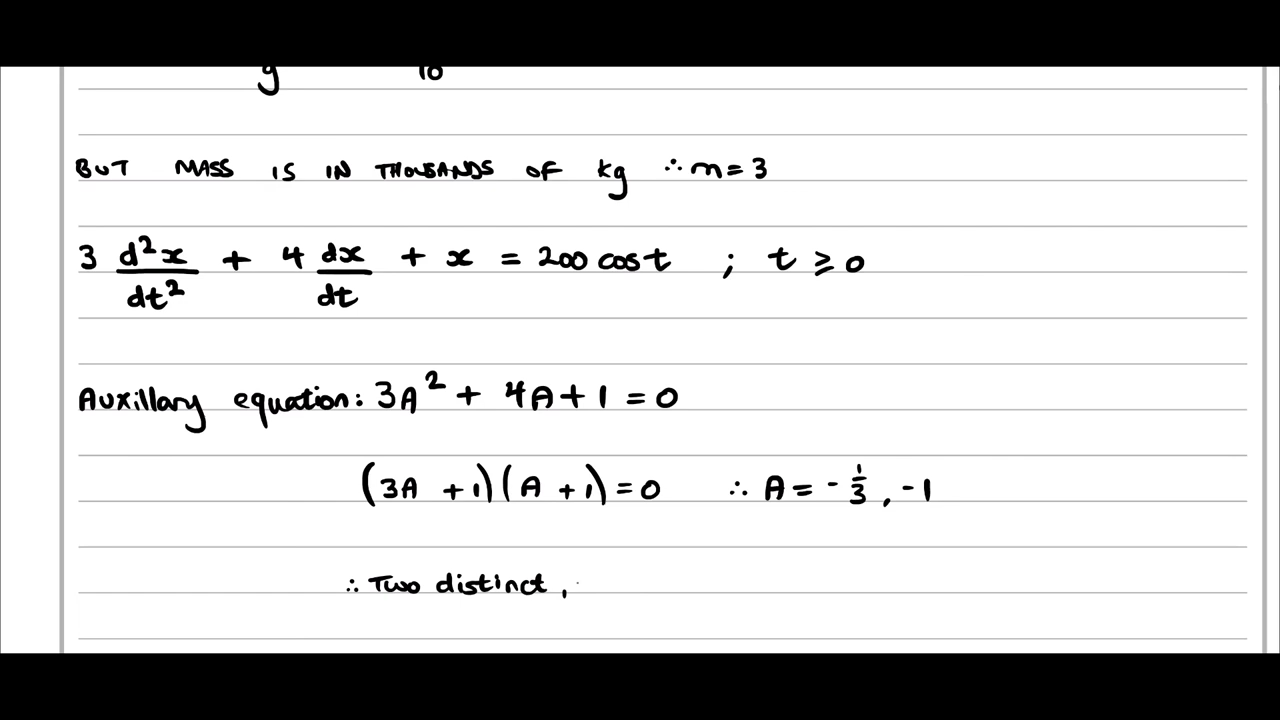 g 10
BUT MASS IS IN THOUSANDS OF kg ∴ m = 3
3 d²x/dt² + 4 dx/dt + x = 200 cos t ; t ≥ 0
Auxillary equation: 3A² + 4A + 1 = 0
(3A + 1)(A + 1) = 0 ∴ A = -1/3, -1
∴ Two distinct,